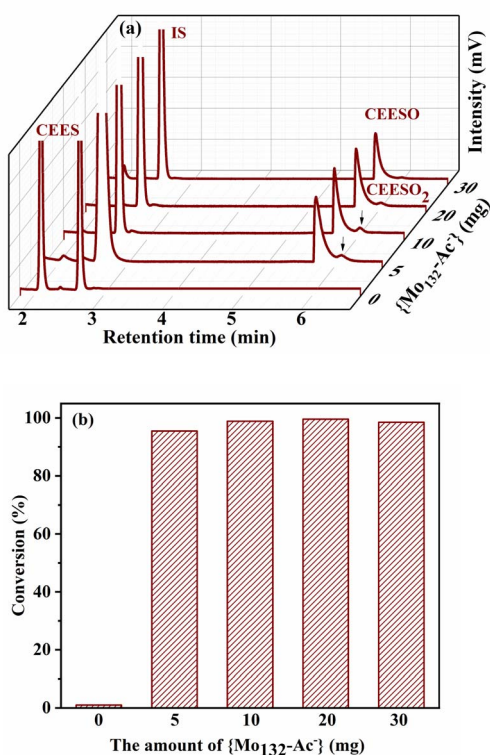 (a)
IS
CEES
CEESO
CEESO₂
Intensity (mV)
30
20
10
5
0
{Mo₁₃₂-Ac⁻} (mg)
2
3
4
5
6
Retention time (min)
(b)
100
80
60
40
20
0
Conversion (%)
0
5
10
20
30
The amount of {Mo₁₃₂-Ac⁻} (mg)